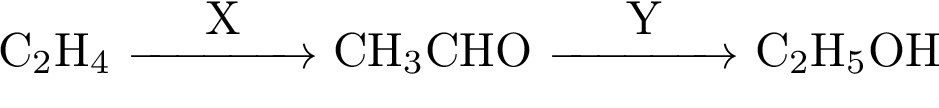 C₂H₄ —X→ CH₃CHO —Y→ C₂H₅OH